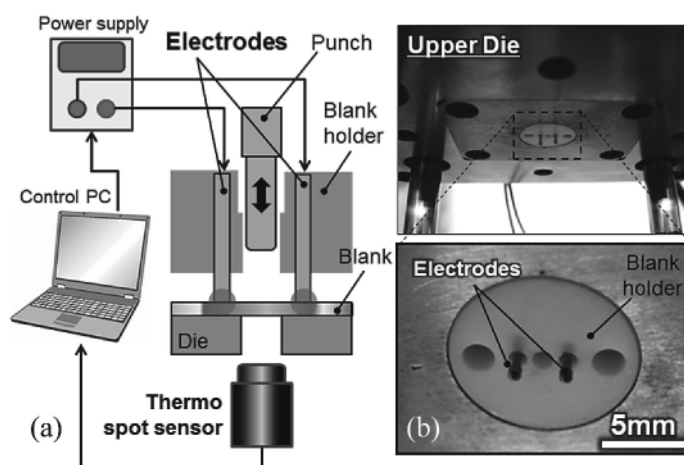 Power supply
Electrodes
Punch
Blank
holder
Control PC
Blank
Die
Thermo
spot sensor
(a)
Upper Die
Electrodes
Blank
holder
(b)
5mm